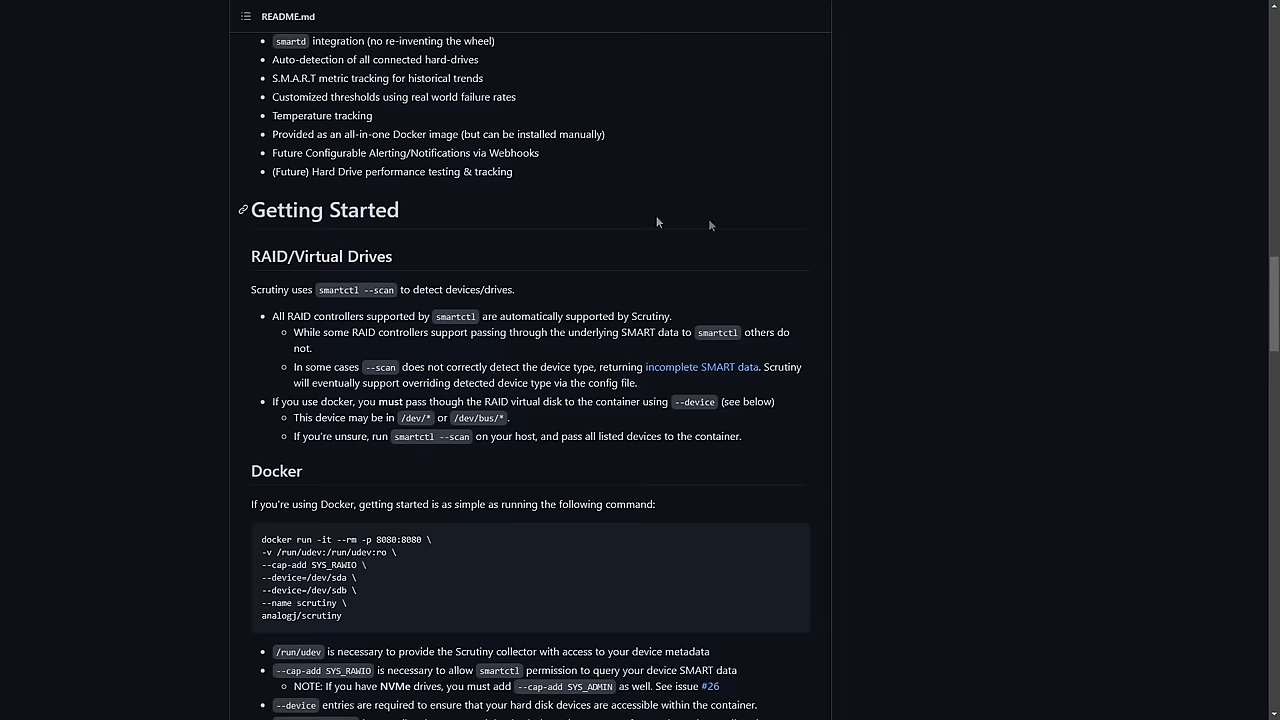 README.md
smartd integration (no re-inventing the wheel)
Auto-detection of all connected hard-drives
S.M.A.R.T metric tracking for historical trends
Customized thresholds using real world failure rates
Temperature tracking
Provided as an all-in-one Docker image (but can be installed manually)
Future Configurable Alerting/Notifications via Webhooks
(Future) Hard Drive performance testing & tracking
Getting Started
RAID/Virtual Drives
Scrutiny uses smartctl --scan to detect devices/drives.
All RAID controllers supported by smartctl are automatically supported by Scrutiny.
While some RAID controllers support passing through the underlying SMART data to smartctl others do
not.
In some cases --scan does not correctly detect the device type, returning incomplete SMART data. Scrutiny
will eventually support overriding detected device type via the config file.
If you use docker, you must pass though the RAID virtual disk to the container using --device (see below)
This device may be in /dev/* or /dev/bus/*.
If you're unsure, run smartctl --scan on your host, and pass all listed devices to the container.
Docker
If you're using Docker, getting started is as simple as running the following command:
docker run -it --rm -p 8080:8080 \
-v /run/udev:/run/udev:ro \
--cap-add SYS_RAWIO \
--device=/dev/sda \
--device=/dev/sdb \
--name scrutiny \
analogj/scrutiny
/run/udev is necessary to provide the Scrutiny collector with access to your device metadata
--cap-add SYS_RAWIO is necessary to allow smartctl permission to query your device SMART data
NOTE: If you have NVMe drives, you must add --cap-add SYS_ADMIN as well. See issue #26
--device entries are required to ensure that your hard disk devices are accessible within the container.